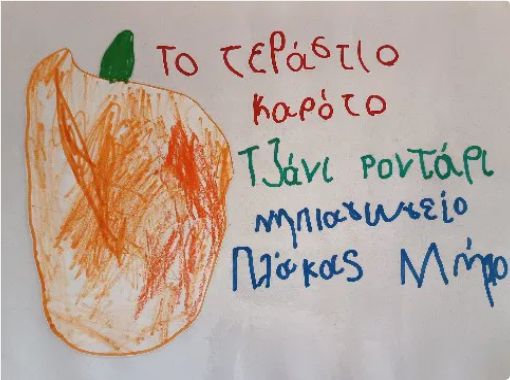 Το τεράστιο
καρότο
Τζάνι ροντάρι
νηπιαγωγείο
Πλάκας Μήλο